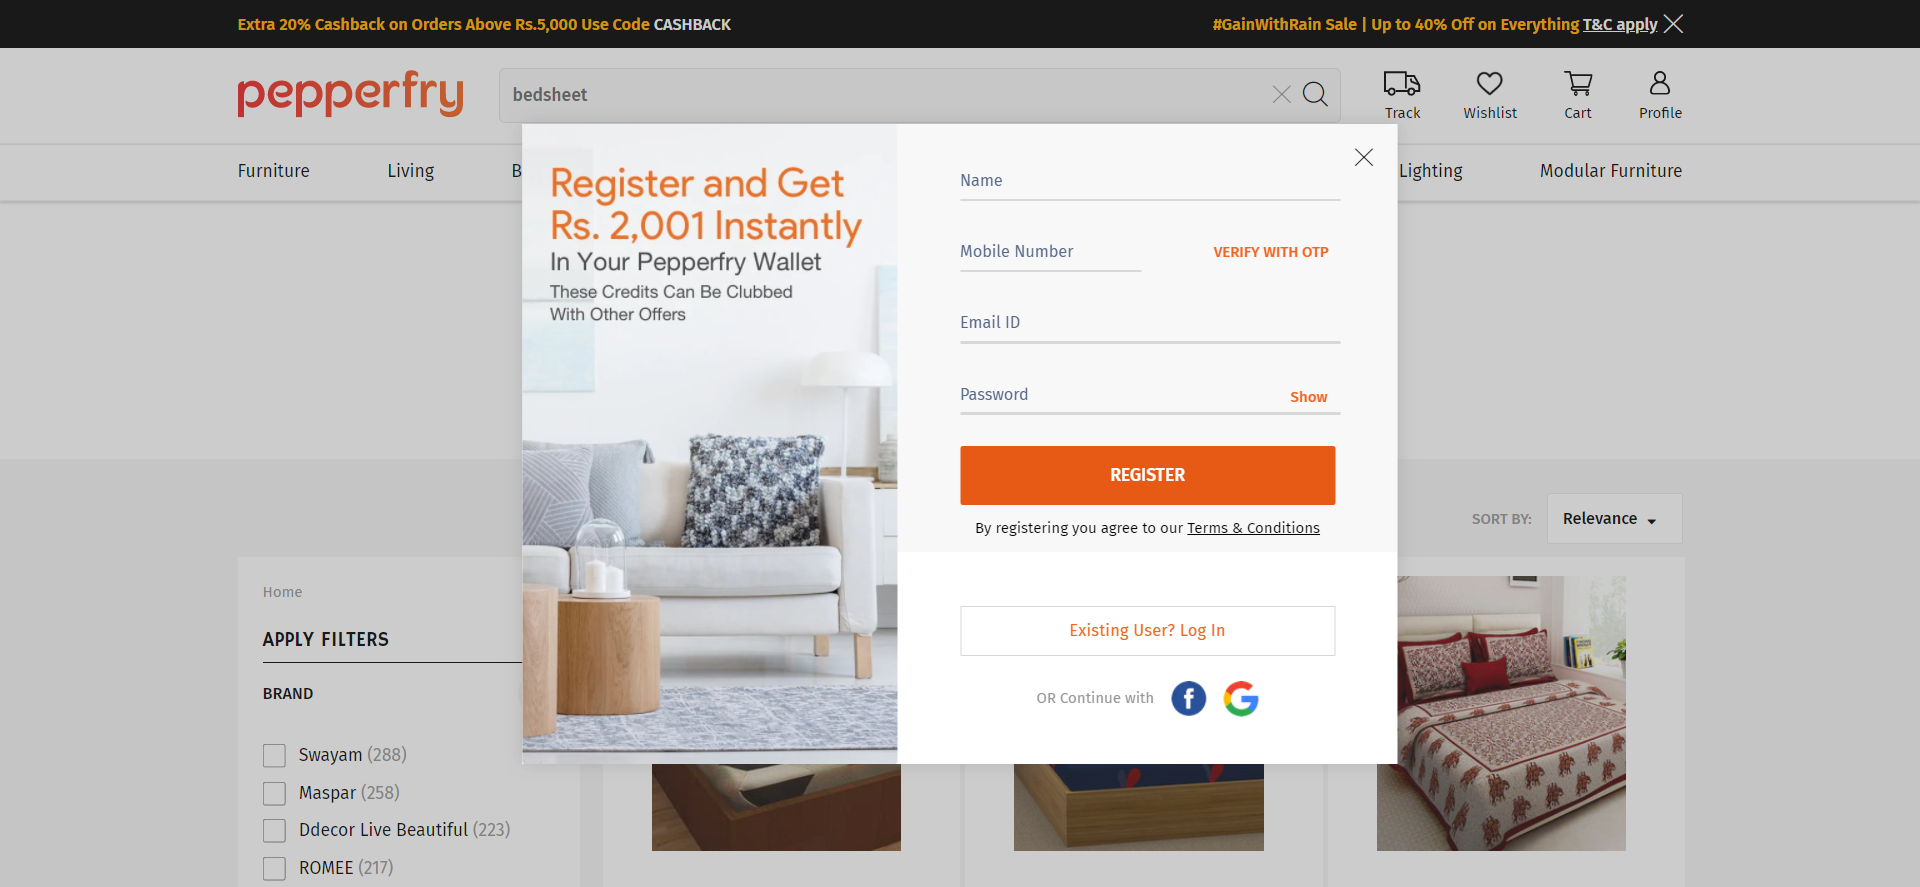 Extra 20% Cashback on Orders Above Rs.5,000 Use Code CASHBACK
#GainWithRain Sale | Up to 40% Off on Everything T&C apply
pepperfry
bedsheet
Track
Wishlist
Cart
Profile
Furniture
Living
B
Lighting
Modular Furniture
Register and Get
Rs. 2,001 Instantly
In Your Pepperfry Wallet
These Credits Can Be Clubbed
With Other Offers
Name
Mobile Number
VERIFY WITH OTP
Email ID
Password
Show
REGISTER
By registering you agree to our Terms & Conditions
Existing User? Log In
OR Continue with
SORT BY:
Relevance
Home
APPLY FILTERS
BRAND
Swayam (288)
Maspar (258)
Ddecor Live Beautiful (223)
ROMEE (217)